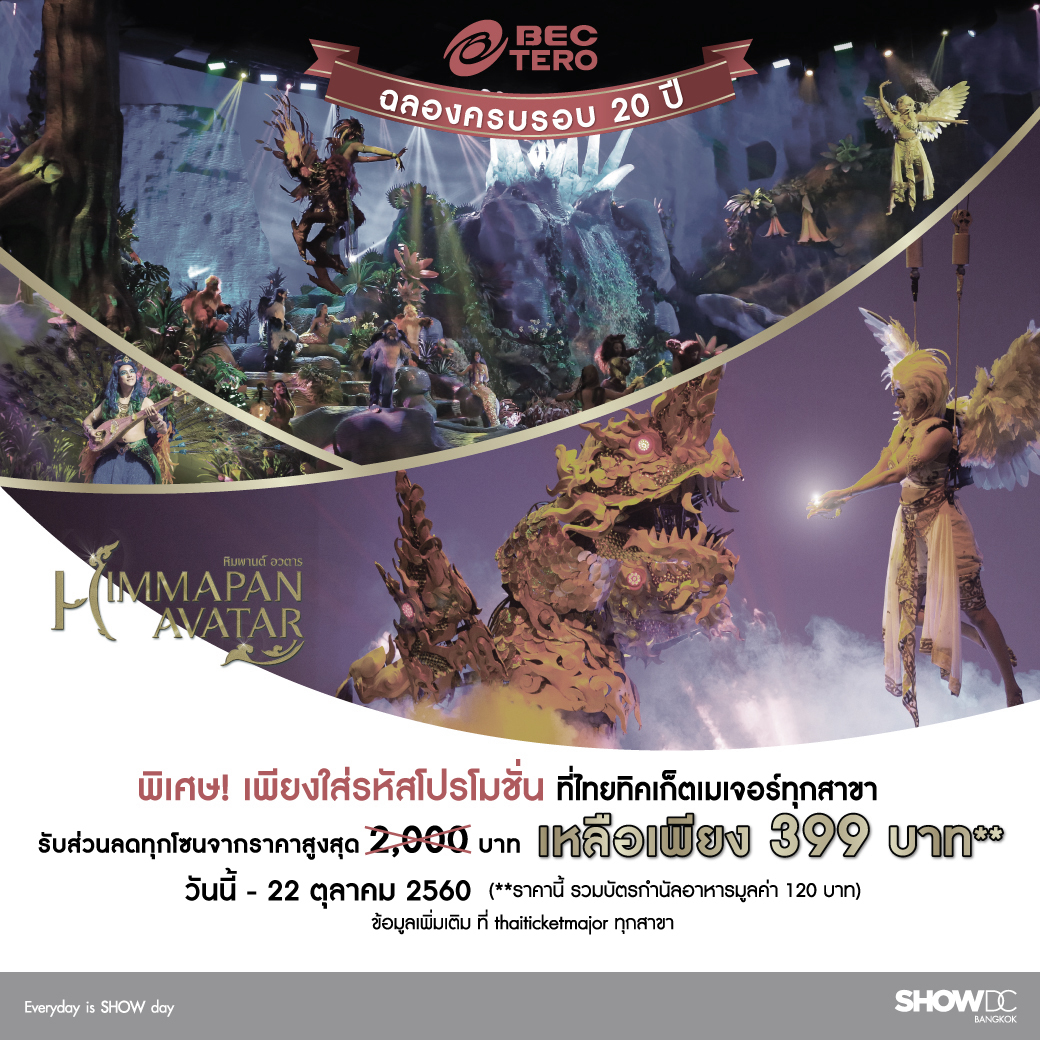 BEC
TERO
ฉลองครบรอบ 20 ปี
หิมพานต์ อวตาร
HIMMAPAN
AVATAR
พิเศษ! เพียงใส่รหัสโปรโมชั่น ที่ไทยทิคเก็ตเมเจอร์ทุกสาขา
รับส่วนลดทุกโซนจากราคาสูงสุด 2,000 บาท เหลือเพียง 399 บาท**
วันนี้ - 22 ตุลาคม 2560 (**ราคานี้ รวมบัตรกำนัลอาหารมูลค่า 120 บาท)
ข้อมูลเพิ่มเติม ที่ thaiticketmajor ทุกสาขา
Everyday is SHOW day
SHOWDC
BANGKOK